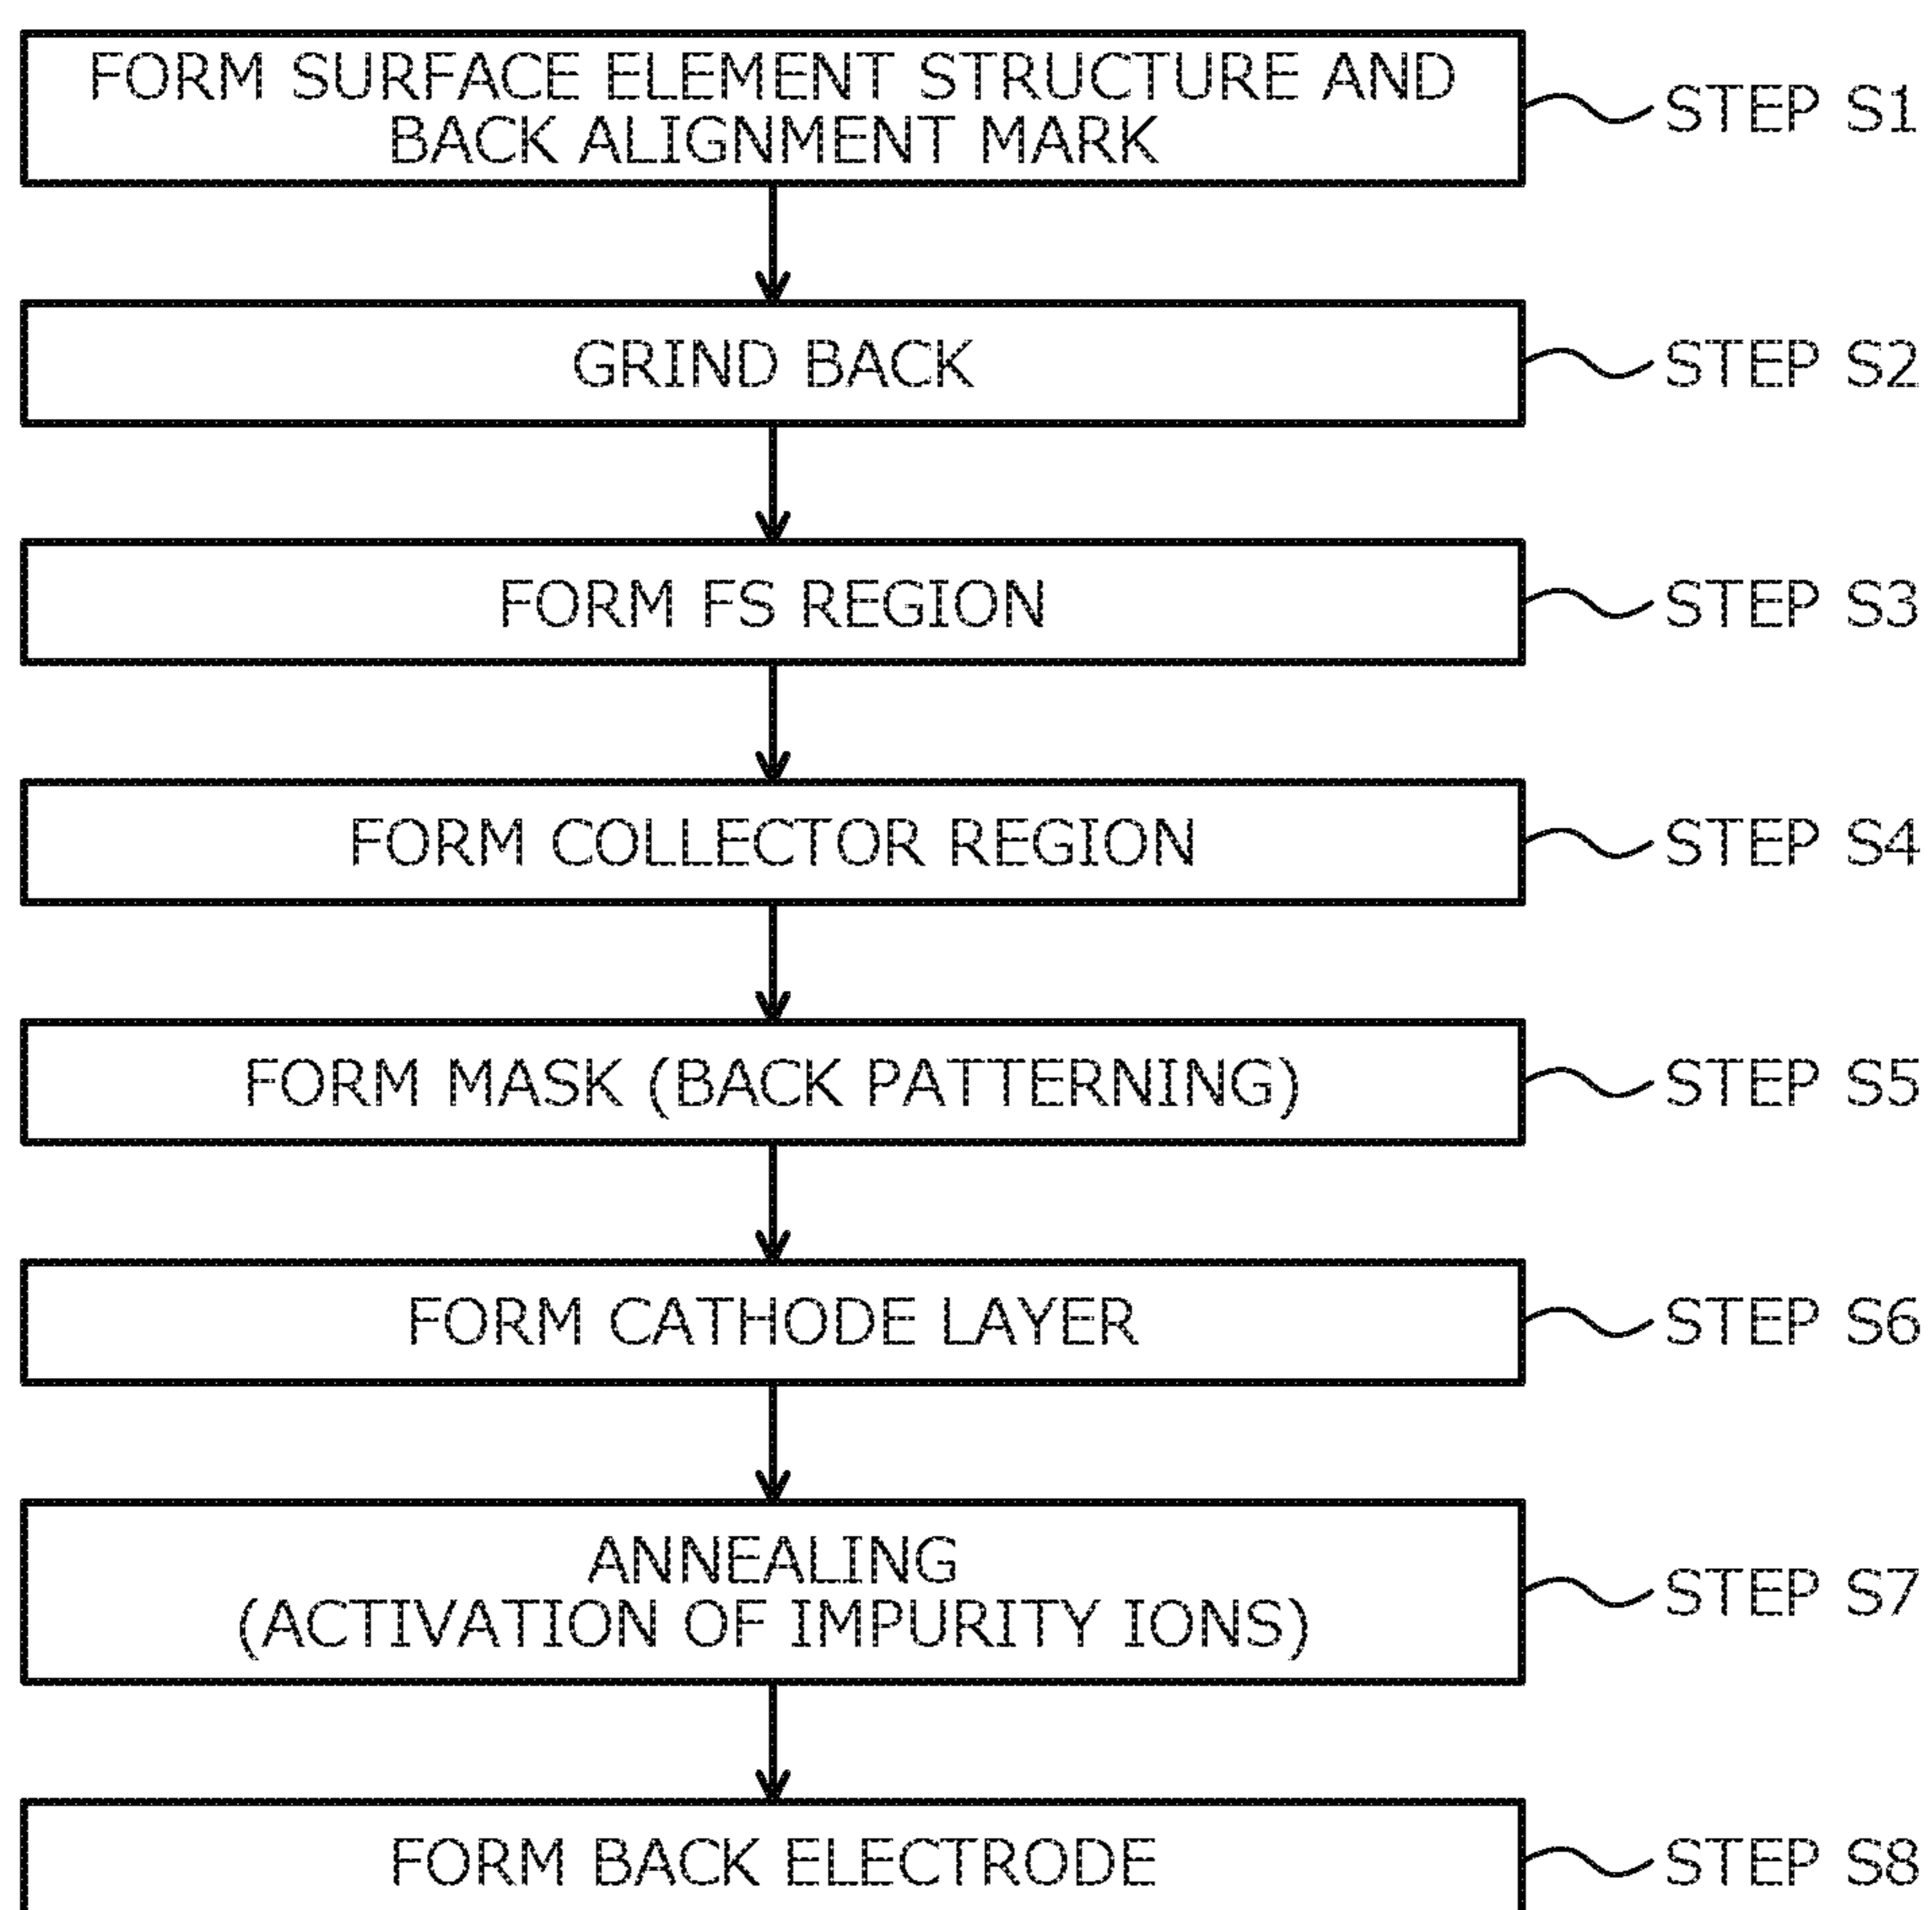 FORM SURFACE ELEMENT STRUCTURE AND
BACK ALIGNMENT MARK
STEP S1
GRIND BACK
STEP S2
FORM FS REGION
STEP S3
FORM COLLECTOR REGION
STEP S4
FORM MASK (BACK PATTERNING)
STEP S5
FORM CATHODE LAYER
STEP S6
ANNEALING
(ACTIVATION OF IMPURITY IONS)
STEP S7
FORM BACK ELECTRODE
STEP S8